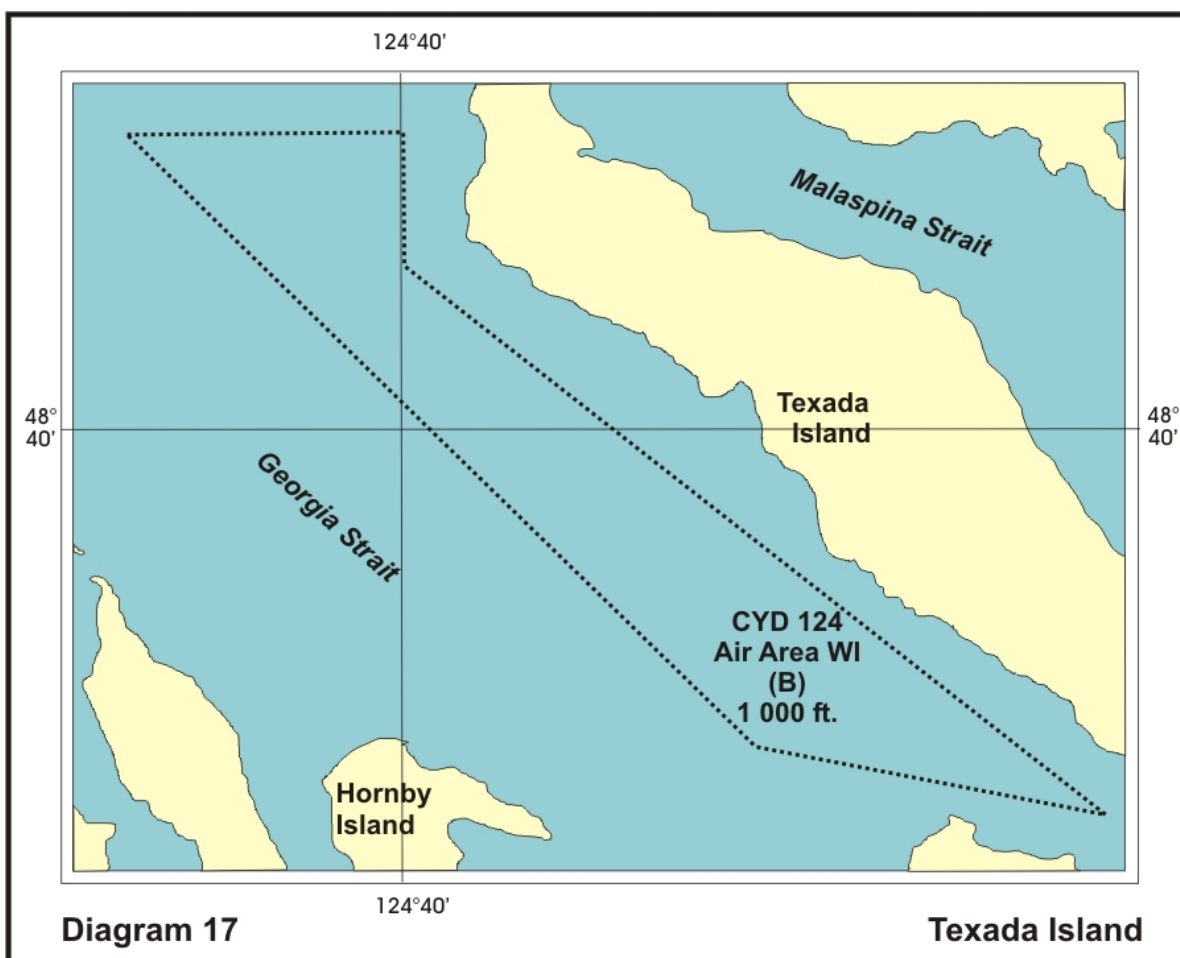 124°40'
Malaspina Strait
Texada
Island
48°
40'
48°
40'
Georgia Strait
CYD 124
Air Area WI
(B)
1 000 ft.
Hornby
Island
124°40'
Diagram 17
Texada Island